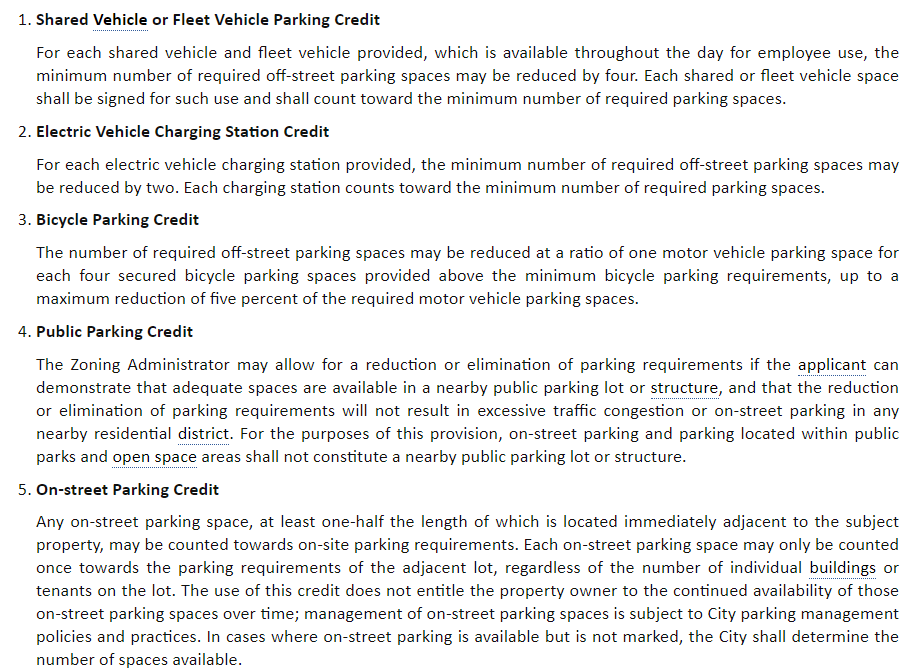 1. Shared Vehicle or Fleet Vehicle Parking Credit
For each shared vehicle and fleet vehicle provided, which is available throughout the day for employee use, the
minimum number of required off-street parking spaces may be reduced by four. Each shared or fleet vehicle space
shall be signed for such use and shall count toward the minimum number of required parking spaces.
2. Electric Vehicle Charging Station Credit
For each electric vehicle charging station provided, the minimum number of required off-street parking spaces may
be reduced by two. Each charging station counts toward the minimum number of required parking spaces.
3. Bicycle Parking Credit
The number of required off-street parking spaces may be reduced at a ratio of one motor vehicle parking space for
each four secured bicycle parking spaces provided above the minimum bicycle parking requirements, up to a
maximum reduction of five percent of the required motor vehicle parking spaces.
4. Public Parking Credit
The Zoning Administrator may allow for a reduction or elimination of parking requirements if the applicant can
demonstrate that adequate spaces are available in a nearby public parking lot or structure, and that the reduction
or elimination of parking requirements will not result in excessive traffic congestion or on-street parking in any
nearby residential district. For the purposes of this provision, on-street parking and parking located within public
parks and open space areas shall not constitute a nearby public parking lot or structure.
5. On-street Parking Credit
Any on-street parking space, at least one-half the length of which is located immediately adjacent to the subject
property, may be counted towards on-site parking requirements. Each on-street parking space may only be counted
once towards the parking requirements of the adjacent lot, regardless of the number of individual buildings or
tenants on the lot. The use of this credit does not entitle the property owner to the continued availability of those
on-street parking spaces over time; management of on-street parking spaces is subject to City parking management
policies and practices. In cases where on-street parking is available but is not marked, the City shall determine the
number of spaces available.